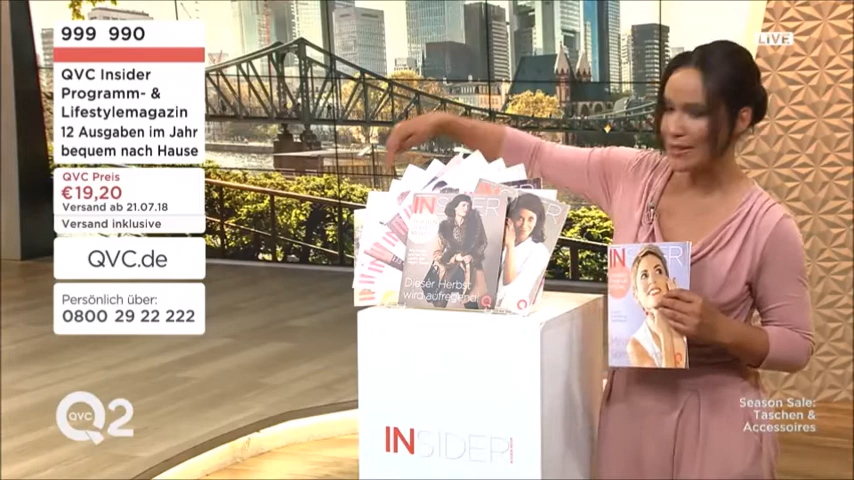 999 990
LIVE
QVC Insider
Programm- &
Lifestylemagazin
12 Ausgaben im Jahr
bequem nach Hause
QVC Preis
€19,20
Versand ab 21.07.18
Versand inklusive
QVC.de
Persönlich über:
0800 29 22 222
INSIDER
Dieser Herbst
wird aufregend!
INSIDER
QVC 2
INSIDER
Season Sale:
Taschen &
Accessoires